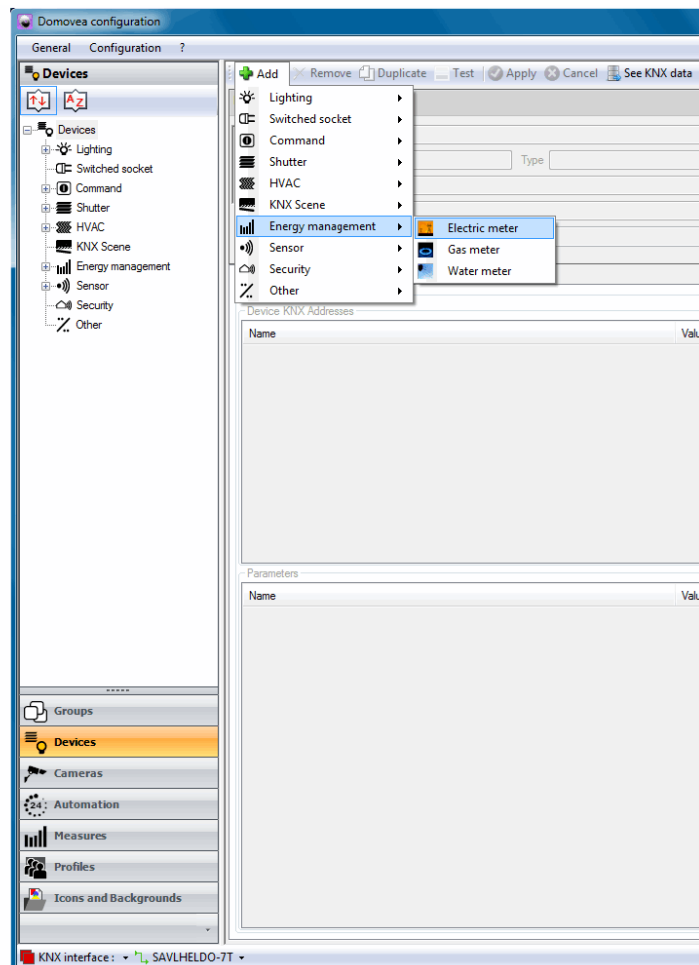 Domovea configuration
General Configuration ?
Devices
Add Remove Duplicate Test Apply Cancel See KNX data
Devices
Lighting
Switched socket
Command
Shutter
HVAC
KNX Scene
Energy management
Sensor
Security
Other
Lighting
Switched socket
Command
Shutter
HVAC
KNX Scene
Energy management
Sensor
Security
Other
Electric meter
Gas meter
Water meter
Type
Device KNX Addresses
Name Valu
Parameters
Name Valu
Groups
Devices
Cameras
24 Automation
Measures
Profiles
Icons and Backgrounds
KNX interface : SAVLHELDO-7T